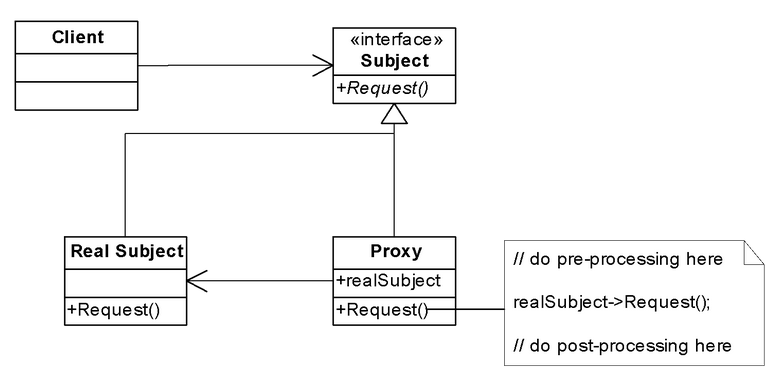 Client
«interface»
Subject
+Request()
Real Subject
+Request()
Proxy
+realSubject
+Request()
// do pre-processing here
realSubject->Request();
// do post-processing here